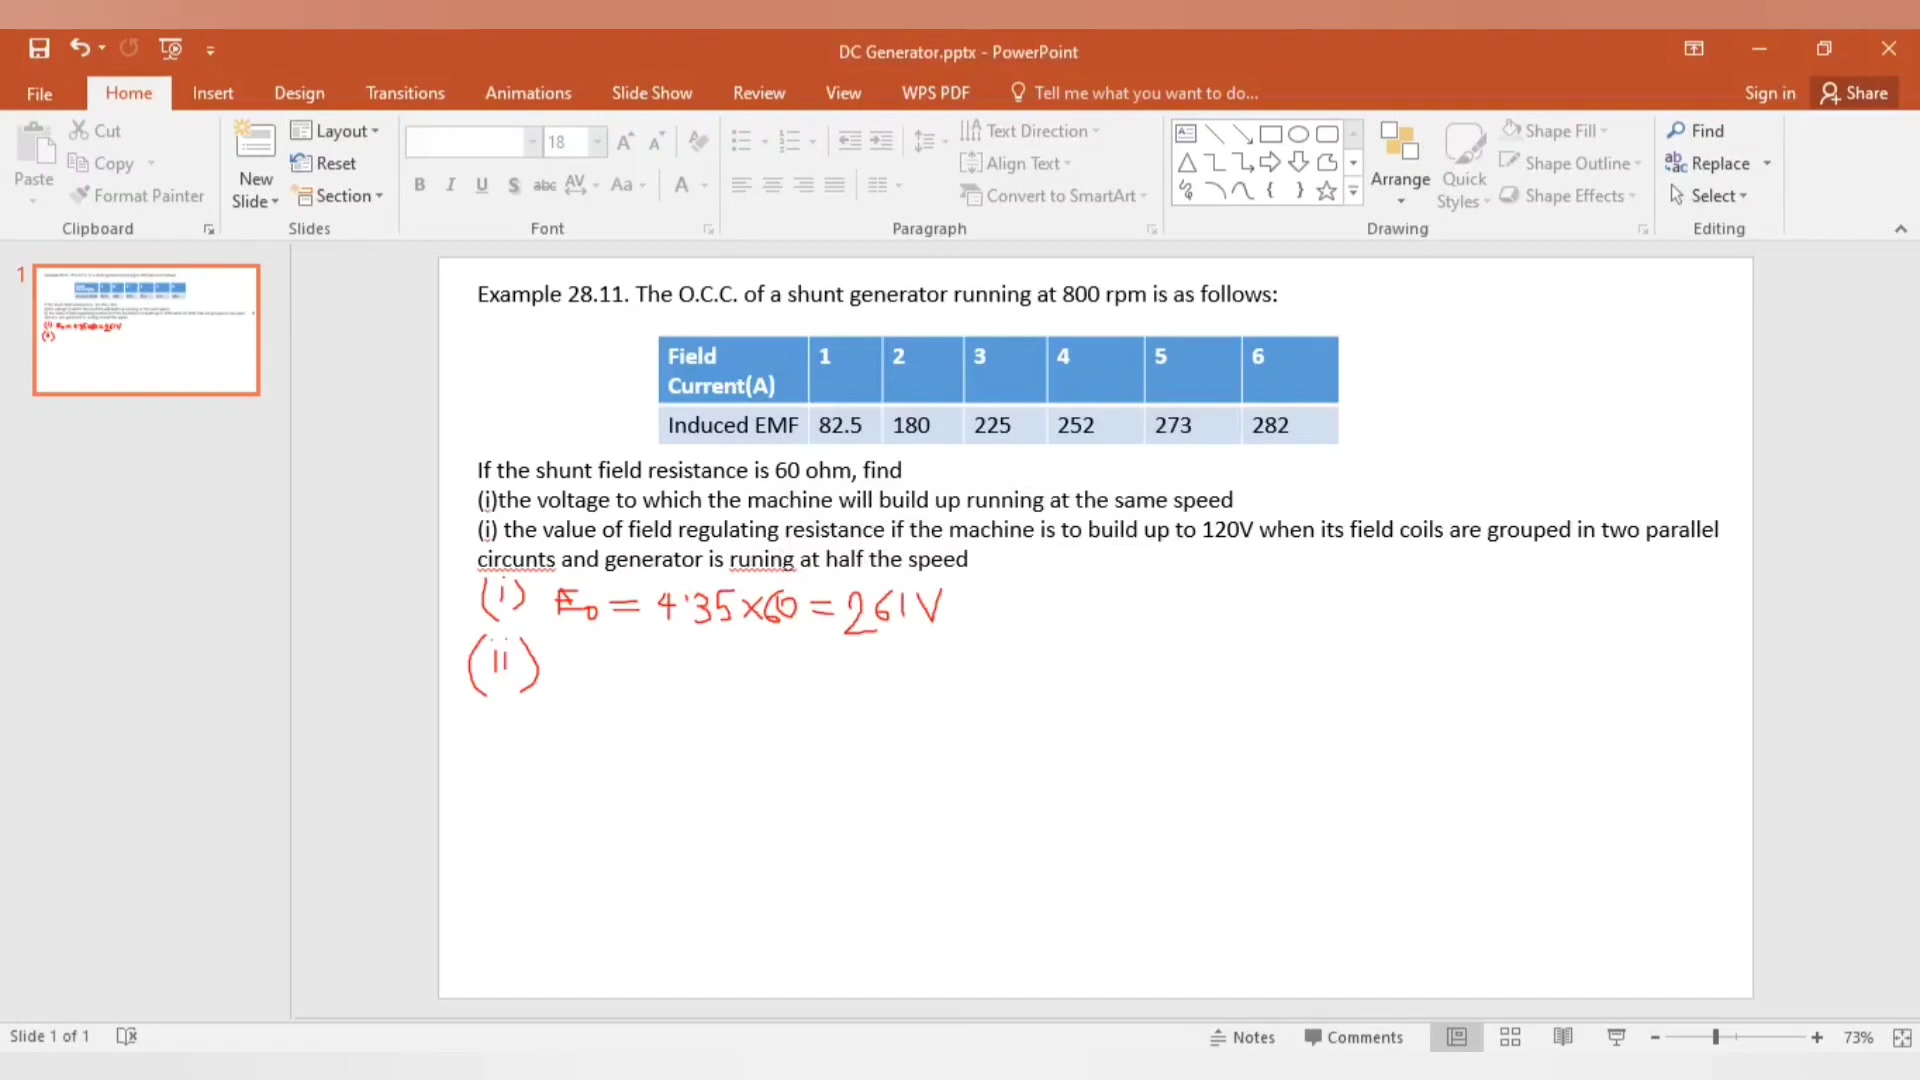 DC Generator.pptx - PowerPoint
File Home Insert Design Transitions Animations Slide Show Review View WPS PDF Tell me what you want to do... Sign in Share
Paste
Cut
Copy
Format Painter
Clipboard
New Slide
Layout
Reset
Section
Slides
18
B I U S abc AV Aa A
Font
Text Direction
Align Text
Convert to SmartArt
Paragraph
Arrange
Quick Styles
Shape Fill
Shape Outline
Shape Effects
Drawing
Find
Replace
Select
Editing
1
Example 28.11. The O.C.C. of a shunt generator running at 800 rpm is as follows:
Field Current(A) 1 2 3 4 5 6
Induced EMF 82.5 180 225 252 273 282
If the shunt field resistance is 60 ohm, find
(i)the voltage to which the machine will build up running at the same speed
(i) the value of field regulating resistance if the machine is to build up to 120V when its field coils are grouped in two parallel
circunts and generator is runing at half the speed
(i) E₀ = 4.35×60 = 261V
(ii)
Slide 1 of 1 Notes Comments 73%